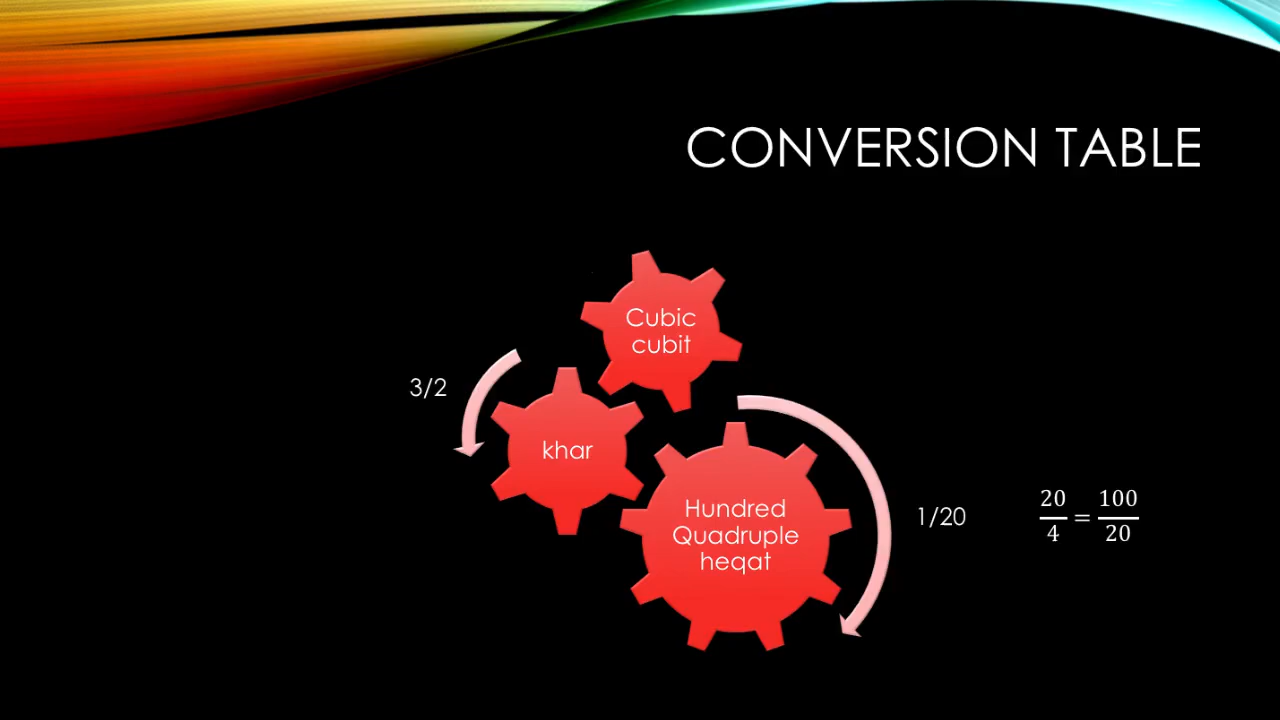 CONVERSION TABLE
Cubic
cubit
3/2
khar
Hundred
Quadruple
heqat
1/20
20/4 = 100/20